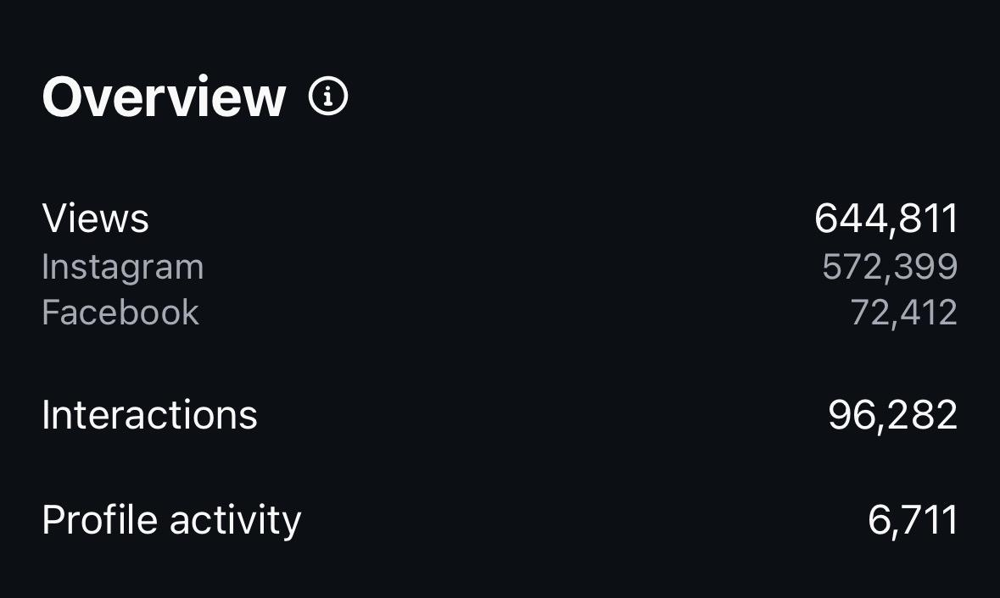 Overview
Views 644,811
Instagram 572,399
Facebook 72,412
Interactions 96,282
Profile activity 6,711